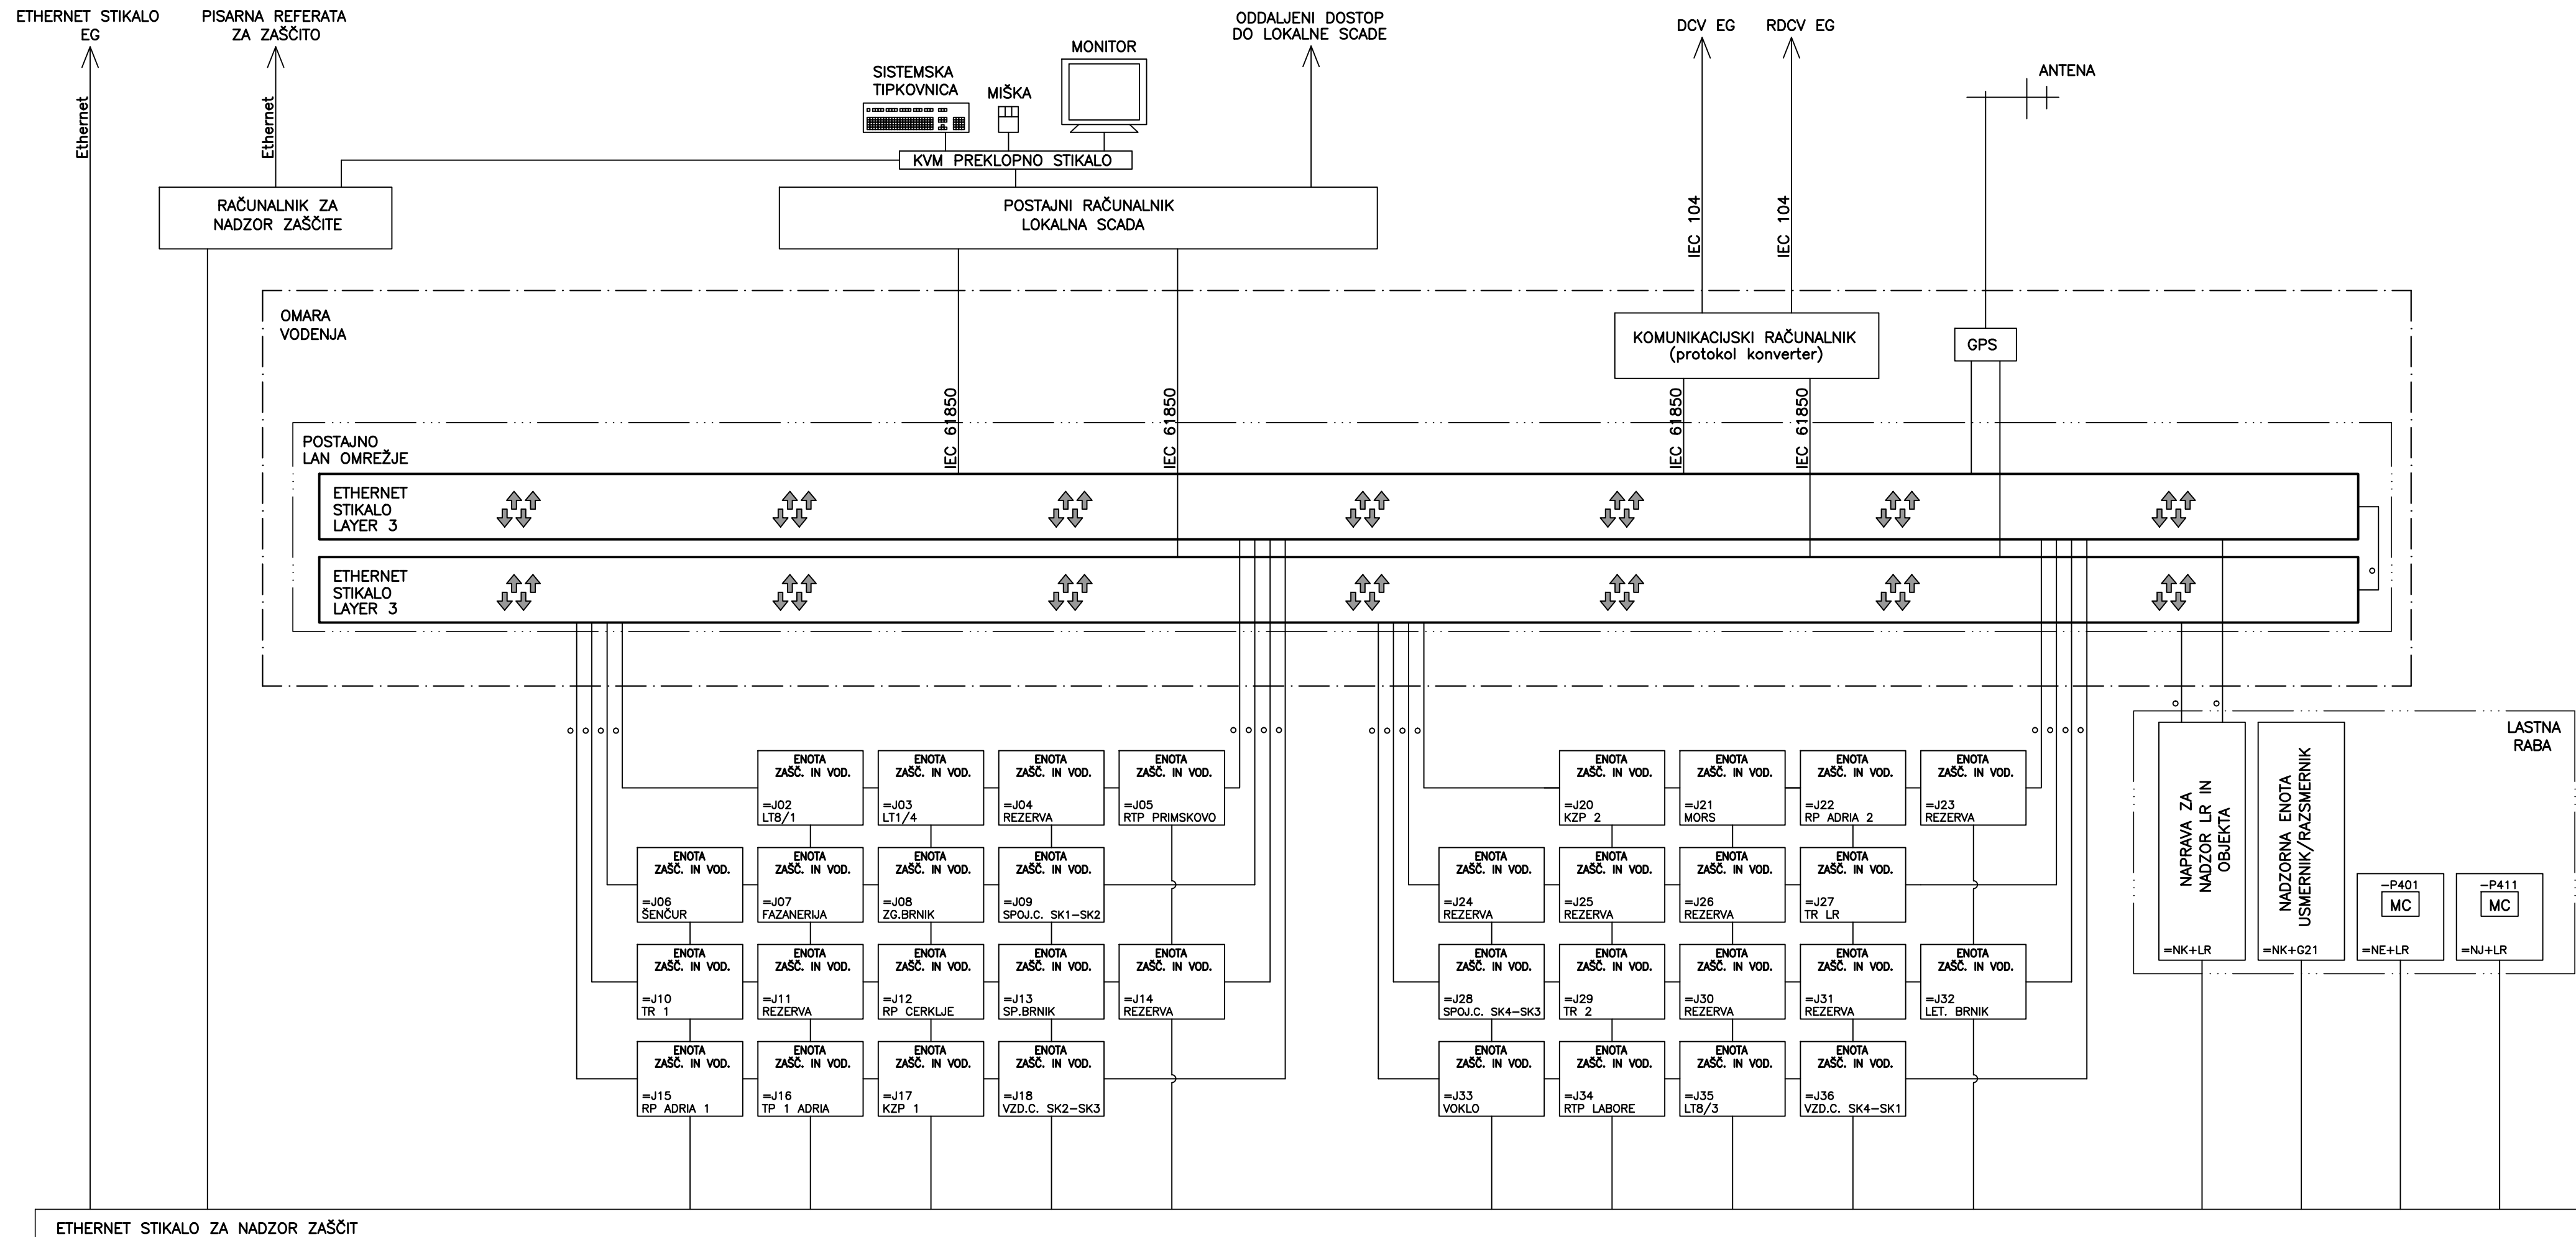 ETHERNET STIKALO
EG
PISARNA REFERATA
ZA ZAŠČITO
ODDALJENI DOSTOP
DO LOKALNE SCADE
DCV EG
RDCV EG
MONITOR
SISTEMSKA
TIPKOVNICA
MIŠKA
ANTENA
Ethernet
Ethernet
KVM PREKLOPNO STIKALO
RAČUNALNIK ZA
NADZOR ZAŠČITE
POSTAJNI RAČUNALNIK
LOKALNA SCADA
IEC 104
IEC 104
OMARA
VODENJA
KOMUNIKACIJSKI RAČUNALNIK
(protokol konverter)
GPS
IEC 61850
IEC 61850
IEC 61850
IEC 61850
POSTAJNO
LAN OMREŽJE
ETHERNET
STIKALO
LAYER 3
ETHERNET
STIKALO
LAYER 3
ENOTA
ZAŠČ. IN VOD.
=J02
LT8/1
ENOTA
ZAŠČ. IN VOD.
=J03
LT1/4
ENOTA
ZAŠČ. IN VOD.
=J04
REZERVA
ENOTA
ZAŠČ. IN VOD.
=J05
RTP PRIMSKOVO
ENOTA
ZAŠČ. IN VOD.
=J06
ŠENČUR
ENOTA
ZAŠČ. IN VOD.
=J07
FAZANERIJA
ENOTA
ZAŠČ. IN VOD.
=J08
ZG.BRNIK
ENOTA
ZAŠČ. IN VOD.
=J09
SPOJ.C. SK1-SK2
ENOTA
ZAŠČ. IN VOD.
=J10
TR 1
ENOTA
ZAŠČ. IN VOD.
=J11
REZERVA
ENOTA
ZAŠČ. IN VOD.
=J12
RP CERKLJE
ENOTA
ZAŠČ. IN VOD.
=J13
SP.BRNIK
ENOTA
ZAŠČ. IN VOD.
=J14
REZERVA
ENOTA
ZAŠČ. IN VOD.
=J15
RP ADRIA 1
ENOTA
ZAŠČ. IN VOD.
=J16
TP 1 ADRIA
ENOTA
ZAŠČ. IN VOD.
=J17
KZP 1
ENOTA
ZAŠČ. IN VOD.
=J18
VZD.C. SK2-SK3
ENOTA
ZAŠČ. IN VOD.
=J20
KZP 2
ENOTA
ZAŠČ. IN VOD.
=J21
MORS
ENOTA
ZAŠČ. IN VOD.
=J22
RP ADRIA 2
ENOTA
ZAŠČ. IN VOD.
=J23
REZERVA
ENOTA
ZAŠČ. IN VOD.
=J24
REZERVA
ENOTA
ZAŠČ. IN VOD.
=J25
REZERVA
ENOTA
ZAŠČ. IN VOD.
=J26
REZERVA
ENOTA
ZAŠČ. IN VOD.
=J27
TR LR
ENOTA
ZAŠČ. IN VOD.
=J28
SPOJ.C. SK4-SK3
ENOTA
ZAŠČ. IN VOD.
=J29
TR 2
ENOTA
ZAŠČ. IN VOD.
=J30
REZERVA
ENOTA
ZAŠČ. IN VOD.
=J31
REZERVA
ENOTA
ZAŠČ. IN VOD.
=J32
LET. BRNIK
ENOTA
ZAŠČ. IN VOD.
=J33
VOKLO
ENOTA
ZAŠČ. IN VOD.
=J34
RTP LABORE
ENOTA
ZAŠČ. IN VOD.
=J35
LT8/3
ENOTA
ZAŠČ. IN VOD.
=J36
VZD.C. SK4-SK1
LASTNA
RABA
NAPRAVA ZA
NADZOR LR IN
OBJEKTA
=NK+LR
NADZORNA ENOTA
USMERNIK/RAZSMERNIK
=NK+G21
-P401
MC
=NE+LR
-P411
MC
=NJ+LR
ETHERNET STIKALO ZA NADZOR ZAŠČIT